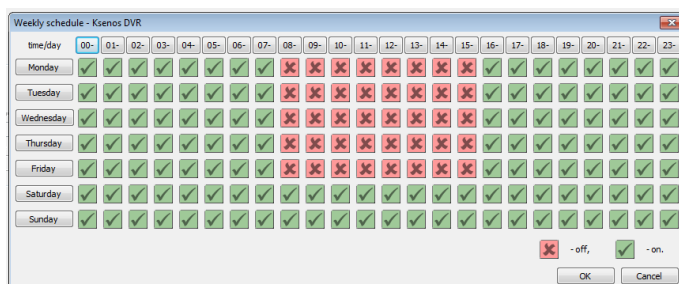 Weekly schedule - Ksenos DVR
time/day 00- 01- 02- 03- 04- 05- 06- 07- 08- 09- 10- 11- 12- 13- 14- 15- 16- 17- 18- 19- 20- 21- 22- 23-
Monday
Tuesday
Wednesday
Thursday
Friday
Saturday
Sunday
- off, - on.
OK Cancel